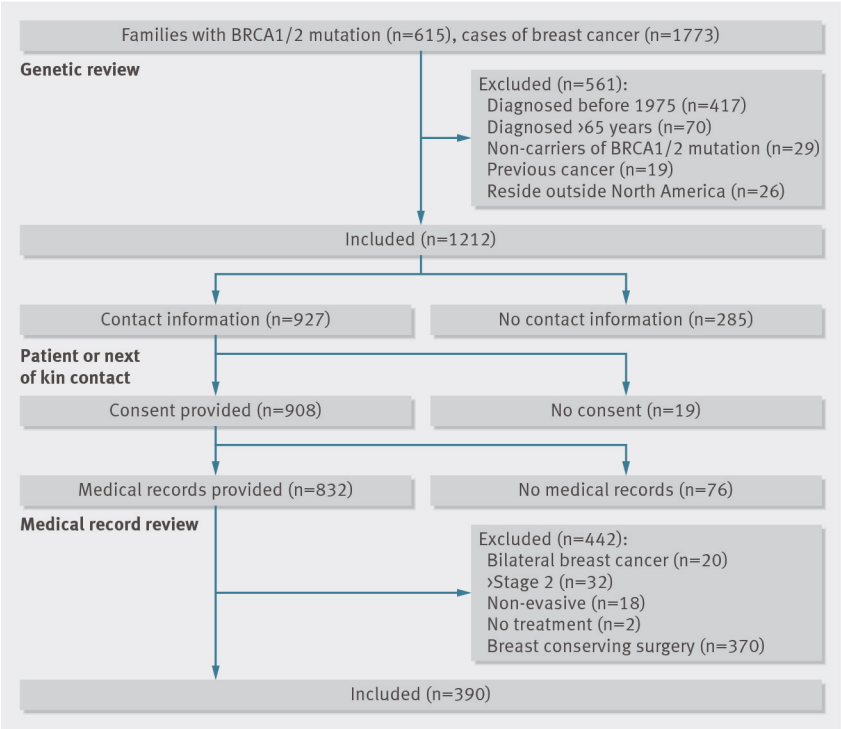 Families with BRCA1/2 mutation (n=615), cases of breast cancer (n=1773)
Genetic review
Excluded (n=561):
Diagnosed before 1975 (n=417)
Diagnosed >65 years (n=70)
Non-carriers of BRCA1/2 mutation (n=29)
Previous cancer (n=19)
Reside outside North America (n=26)
Included (n=1212)
Contact information (n=927)
No contact information (n=285)
Patient or next
of kin contact
Consent provided (n=908)
No consent (n=19)
Medical records provided (n=832)
No medical records (n=76)
Medical record review
Excluded (n=442):
Bilateral breast cancer (n=20)
>Stage 2 (n=32)
Non-evasive (n=18)
No treatment (n=2)
Breast conserving surgery (n=370)
Included (n=390)